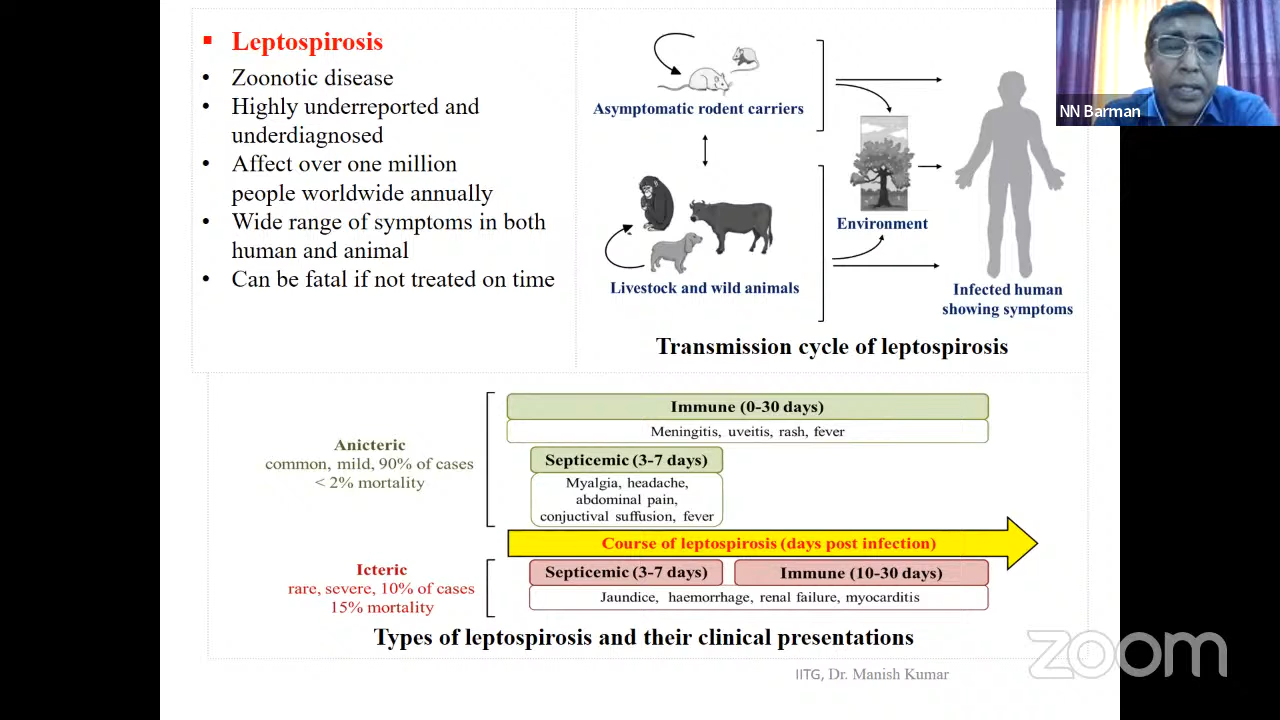 Leptospirosis
Zoonotic disease
Highly underreported and
underdiagnosed
Affect over one million
people worldwide annually
Wide range of symptoms in both
human and animal
Can be fatal if not treated on time
Asymptomatic rodent carriers
Livestock and wild animals
Environment
Infected human
showing symptoms
Transmission cycle of leptospirosis
NN Barman
Anicteric
common, mild, 90% of cases
< 2% mortality
Immune (0-30 days)
Meningitis, uveitis, rash, fever
Septicemic (3-7 days)
Myalgia, headache,
abdominal pain,
conjuctival suffusion, fever
Course of leptospirosis (days post infection)
Icteric
rare, severe, 10% of cases
15% mortality
Septicemic (3-7 days)
Immune (10-30 days)
Jaundice, haemorrhage, renal failure, myocarditis
Types of leptospirosis and their clinical presentations
IITG, Dr. Manish Kumar
zoom